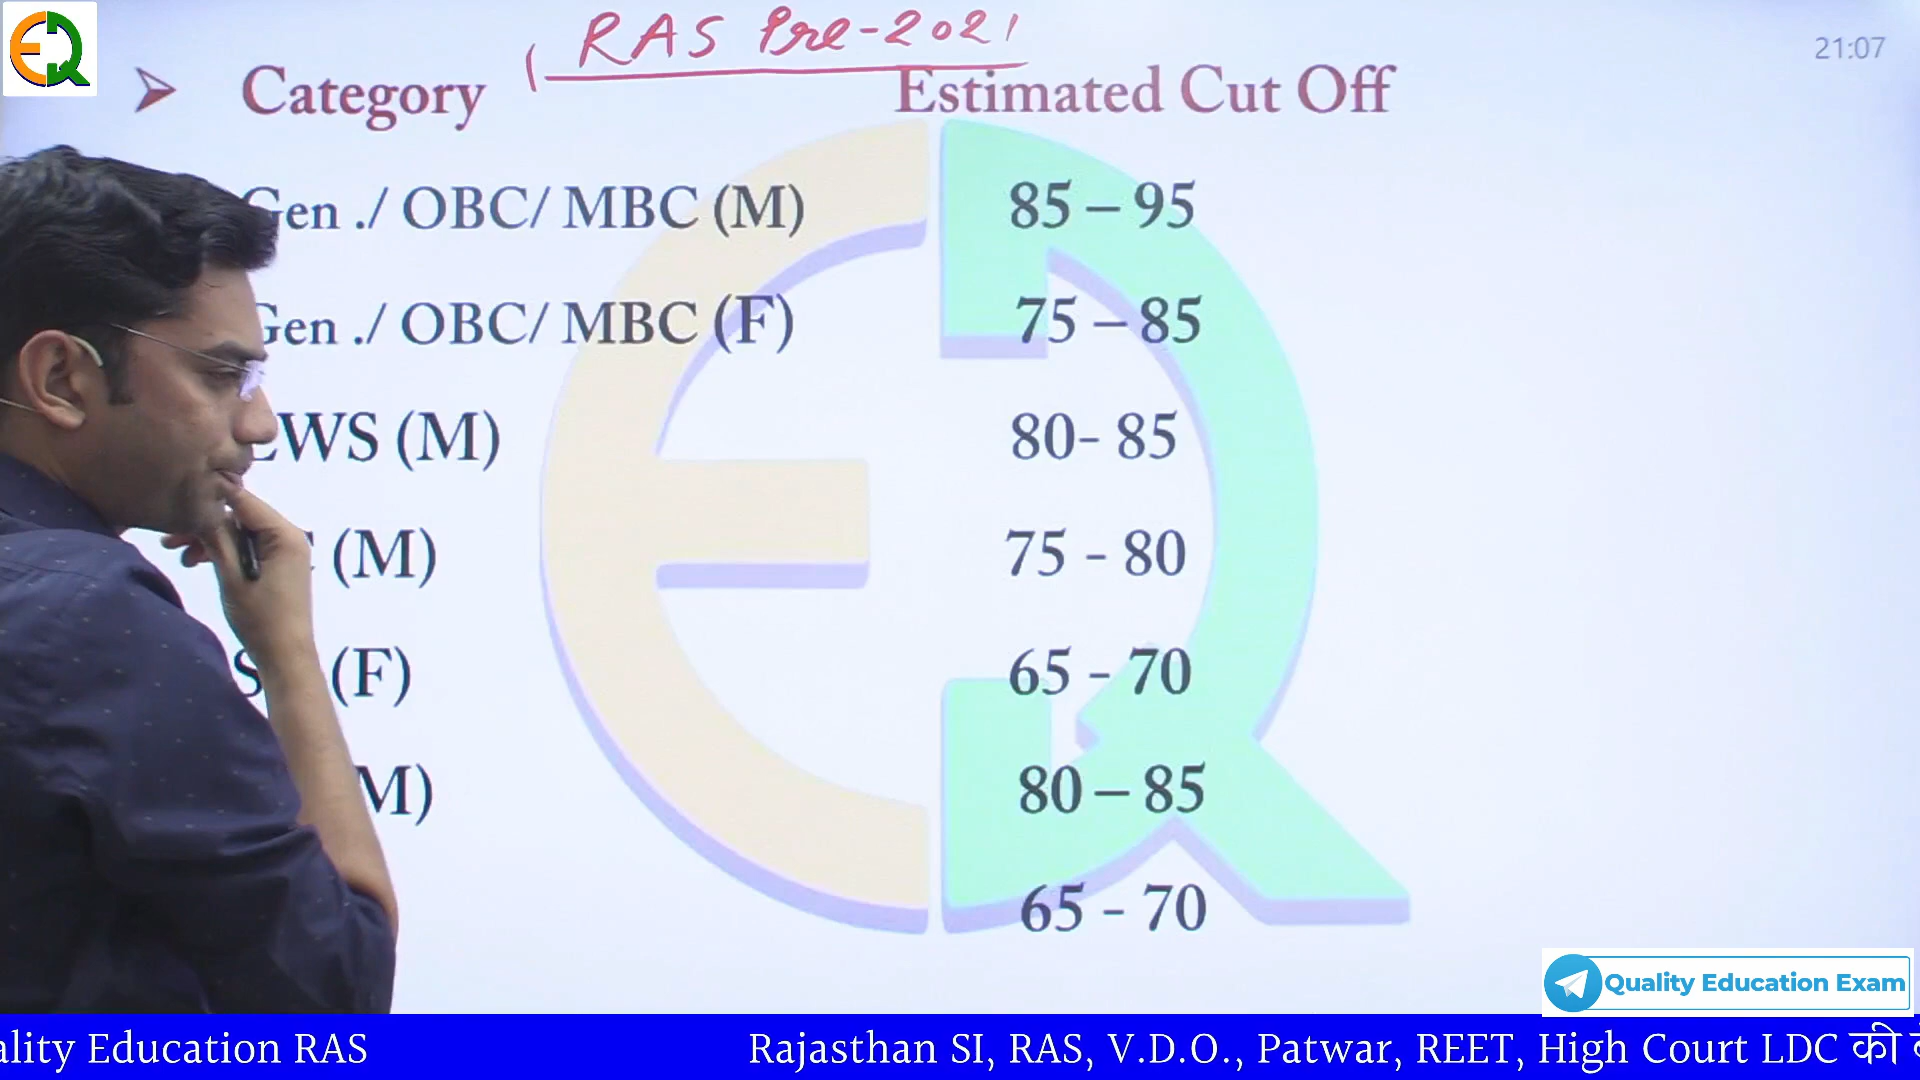 RAS Pre-2021
21:07
➤ Category Estimated Cut Off
Gen ./ OBC/ MBC (M) 85 – 95
Gen ./ OBC/ MBC (F) 75 – 85
EWS (M) 80- 85
(M) 75 - 80
(F) 65 - 70
M) 80 – 85
65 - 70
Quality Education Exam
ality Education RAS Rajasthan SI, RAS, V.D.O., Patwar, REET, High Court LDC की